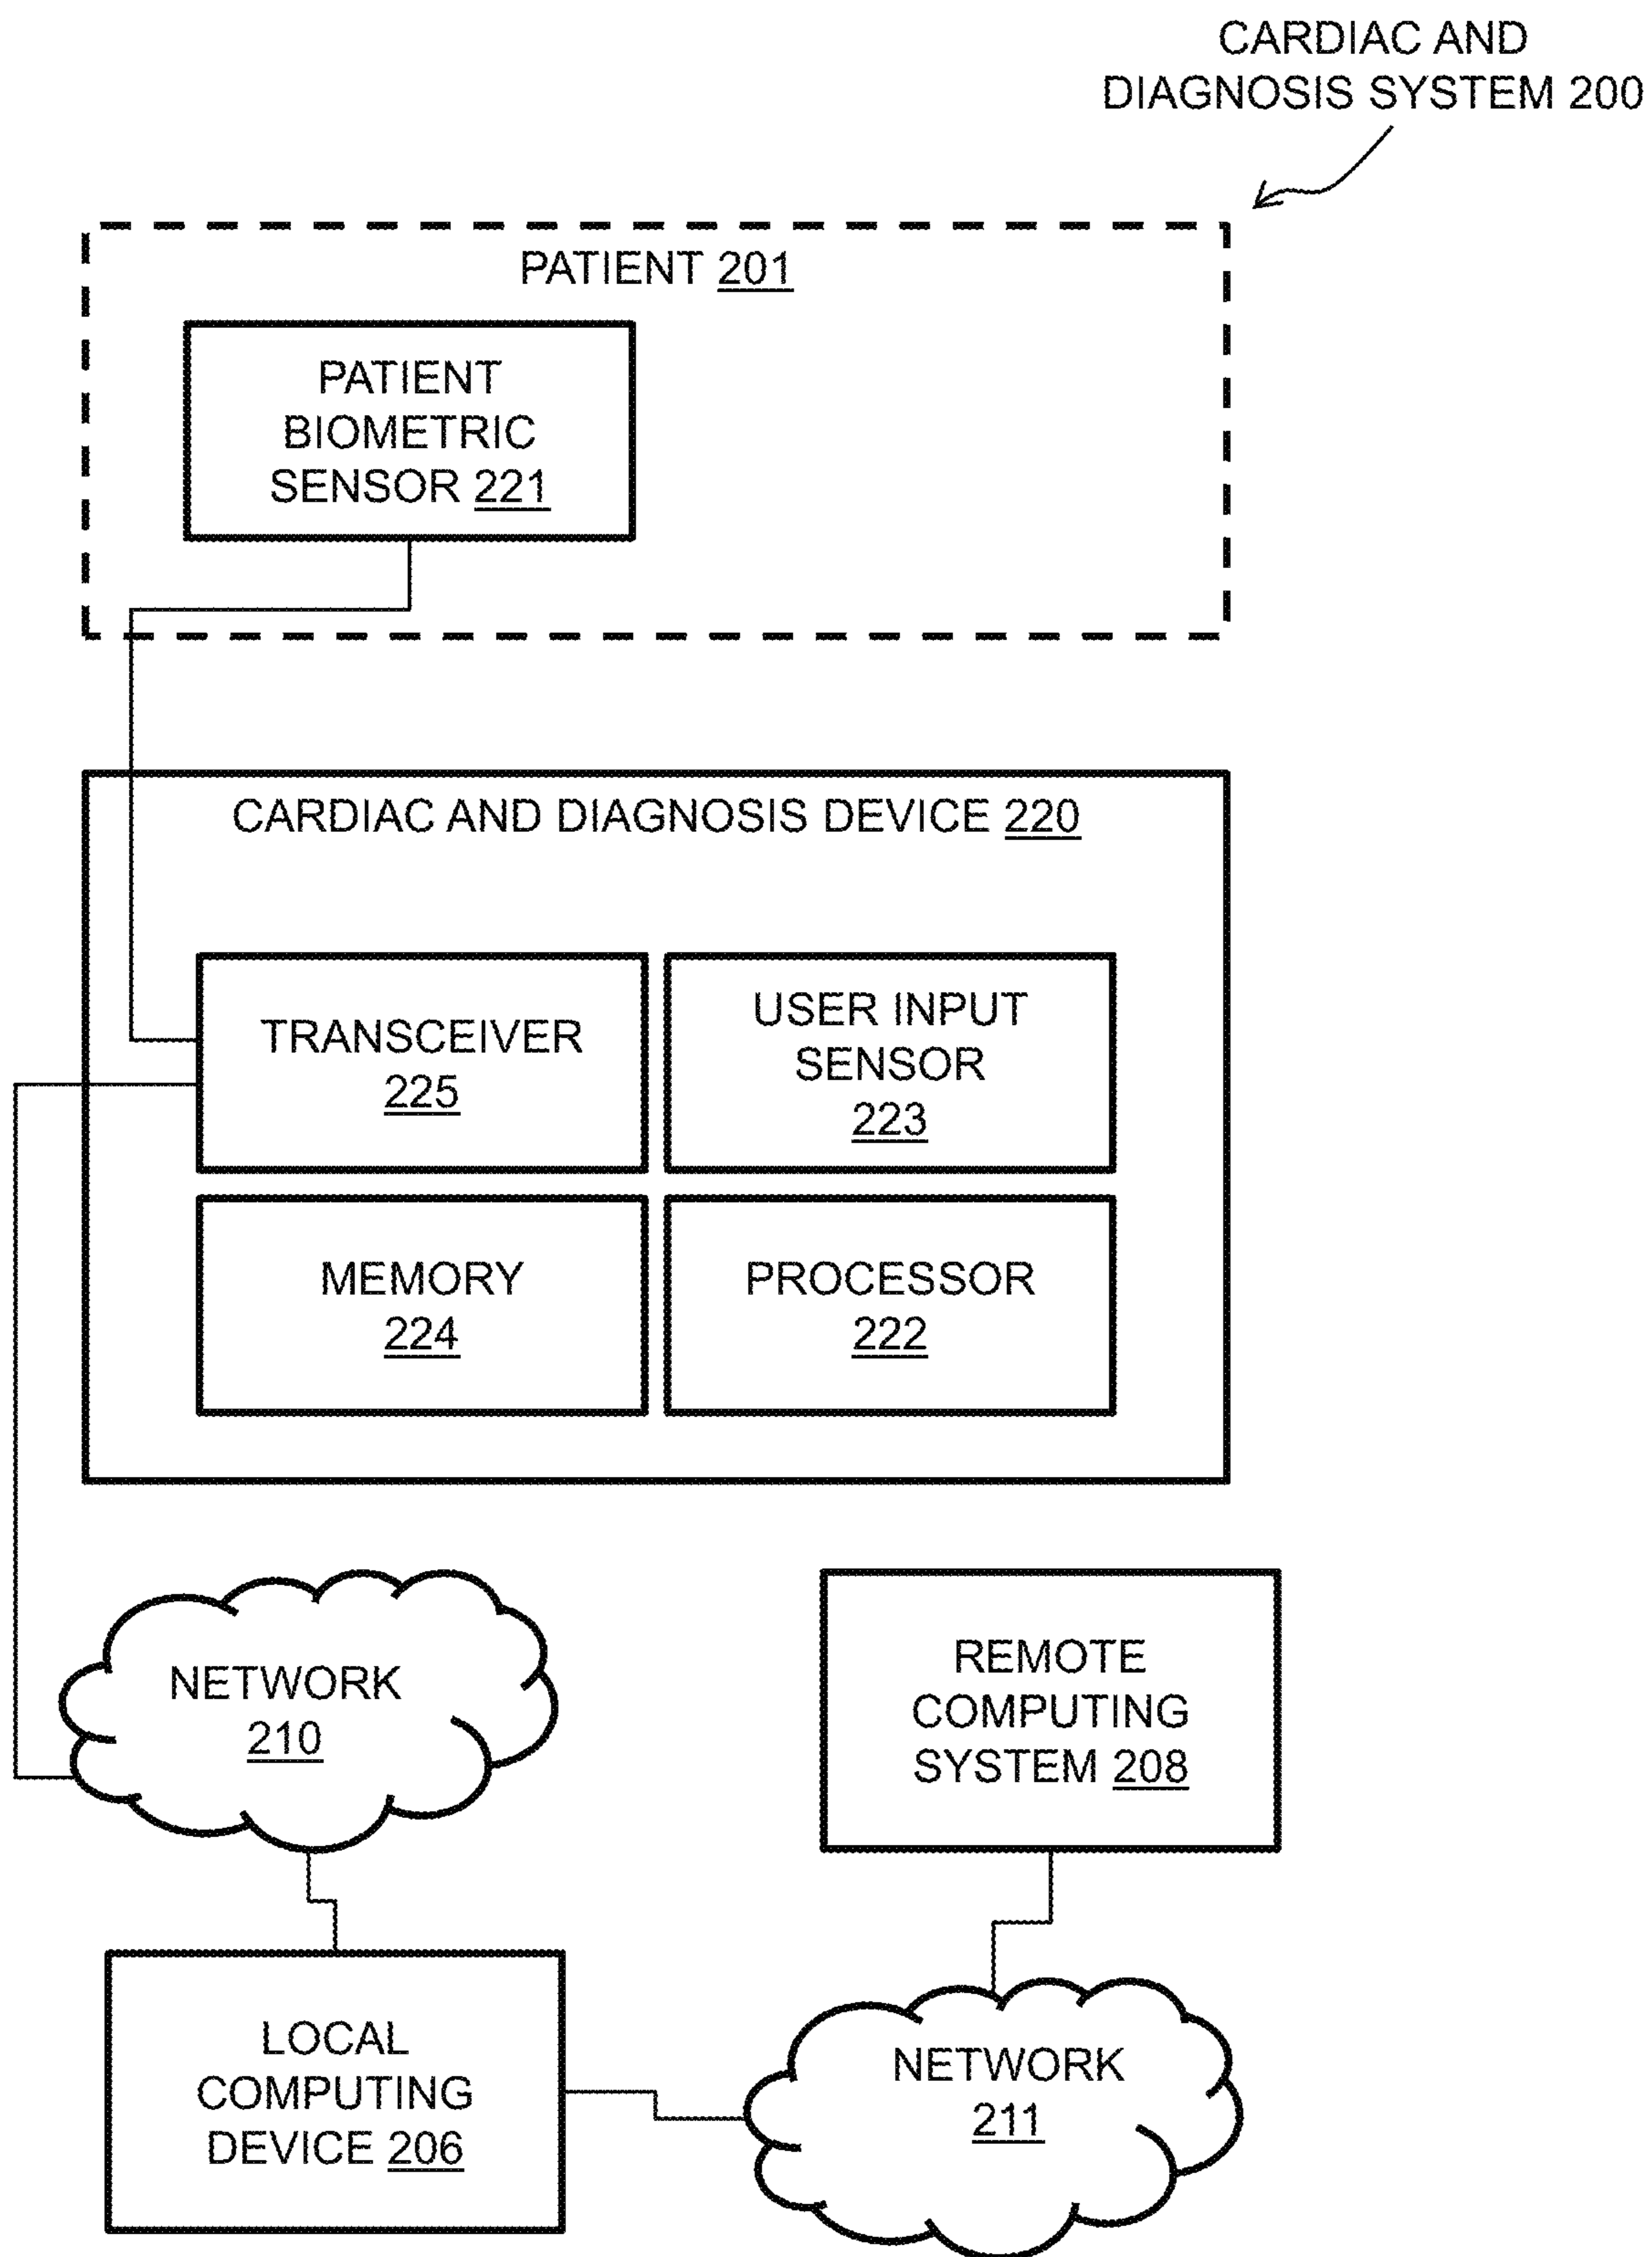 CARDIAC AND
DIAGNOSIS SYSTEM 200
PATIENT 201
PATIENT
BIOMETRIC
SENSOR 221
CARDIAC AND DIAGNOSIS DEVICE 220
TRANSCEIVER
225
USER INPUT
SENSOR
223
MEMORY
224
PROCESSOR
222
NETWORK
210
REMOTE
COMPUTING
SYSTEM 208
LOCAL
COMPUTING
DEVICE 206
NETWORK
211